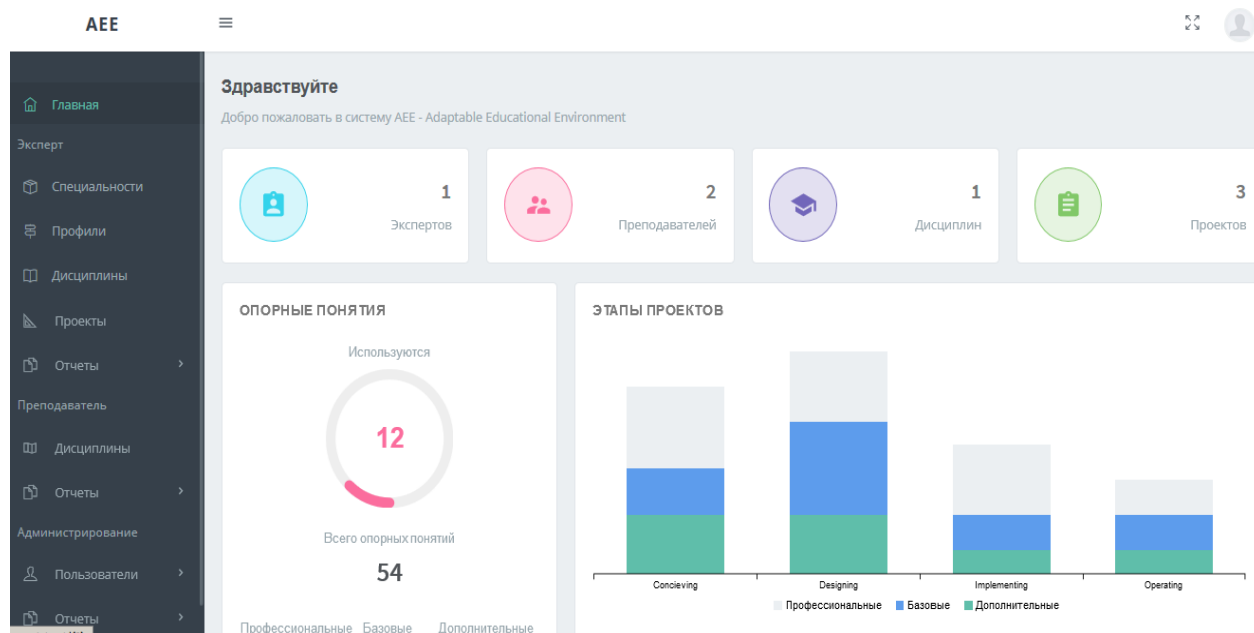 AEE
Главная
Эксперт
Специальности
Профили
Дисциплины
Проекты
Отчеты
Преподаватель
Дисциплины
Отчеты
Администрирование
Пользователи
Отчеты
Здравствуйте
Добро пожаловать в систему AEE - Adaptable Educational Environment
1
Экспертов
2
Преподавателей
1
Дисциплин
3
Проектов
ОПОРНЫЕ ПОНЯТИЯ
Используются
12
Всего опорных понятий
54
Профессиональные Базовые Дополнительные
ЭТАПЫ ПРОЕКТОВ
Concieving Designing Implementing Operating
Профессиональные Базовые Дополнительные